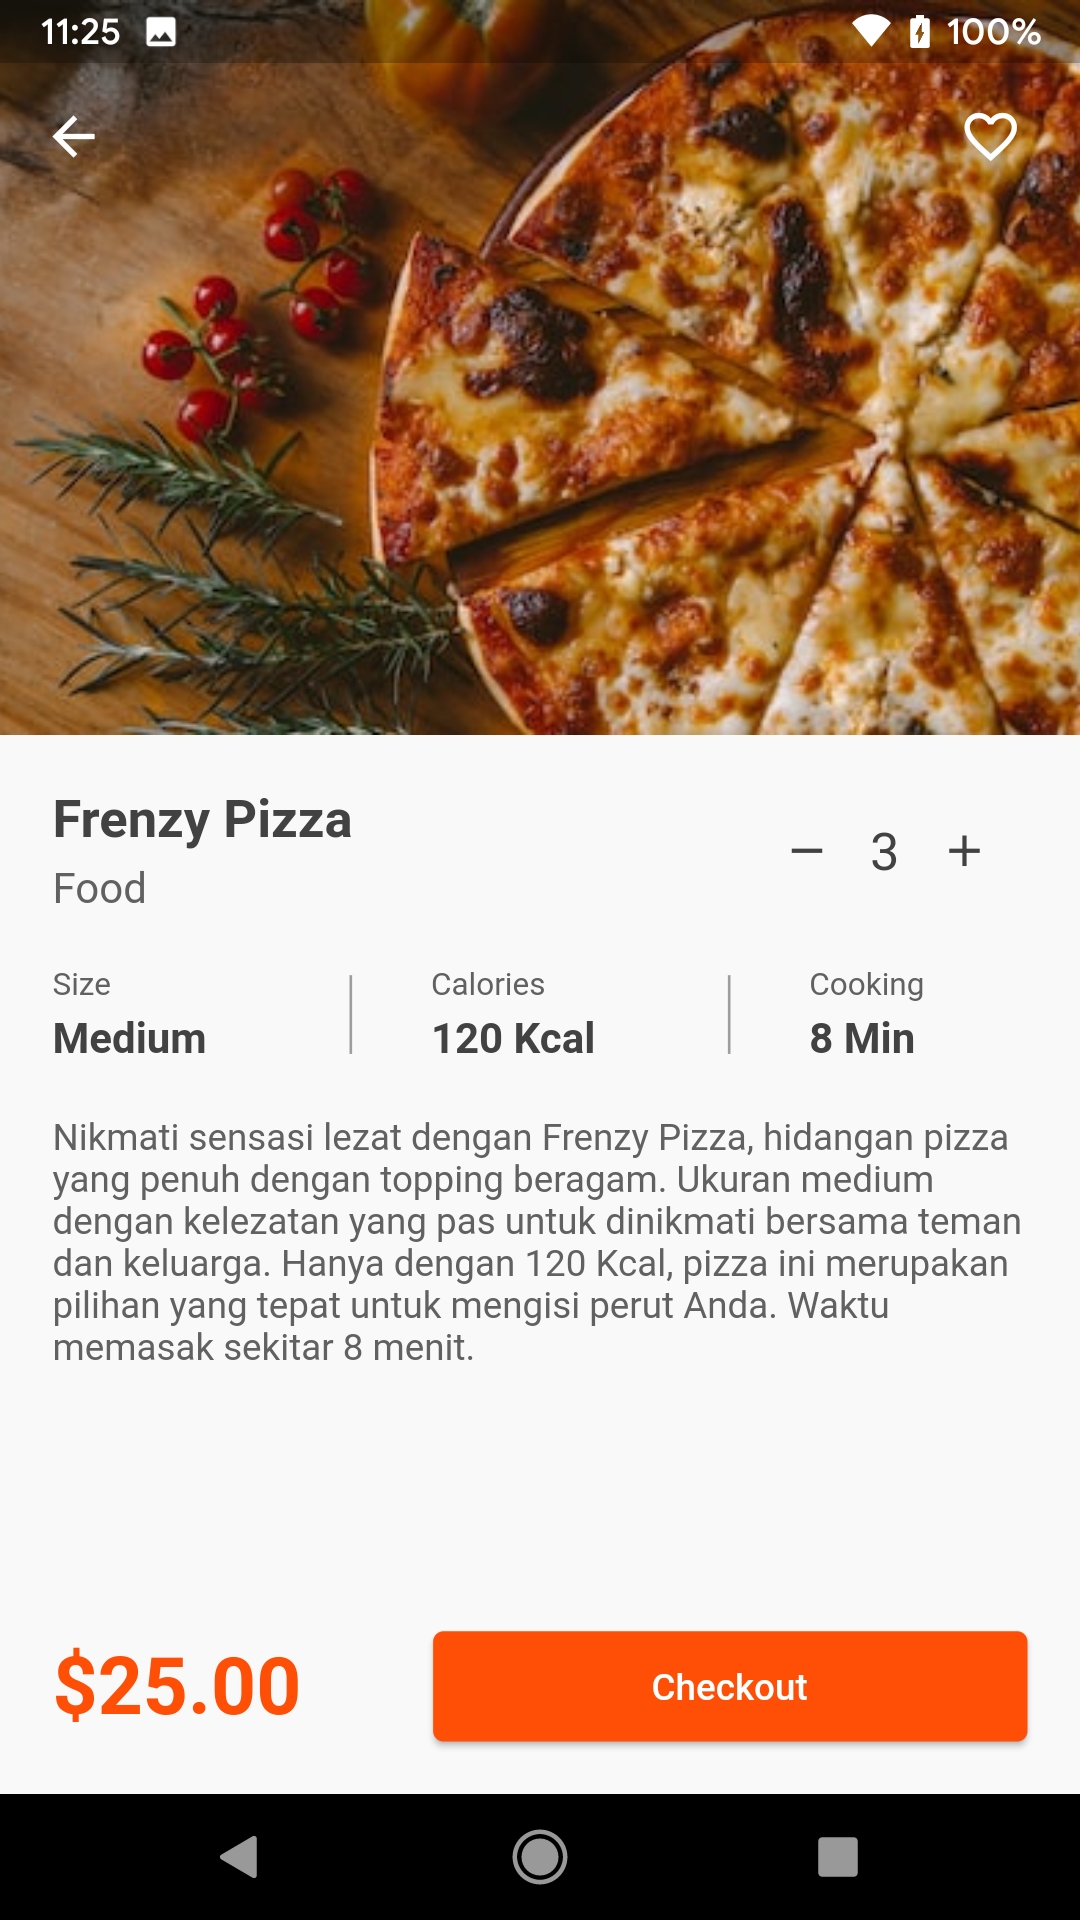 11:25 100%
Frenzy Pizza
Food
3
Size
Medium
Calories
120 Kcal
Cooking
8 Min
Nikmati sensasi lezat dengan Frenzy Pizza, hidangan pizza
yang penuh dengan topping beragam. Ukuran medium
dengan kelezatan yang pas untuk dinikmati bersama teman
dan keluarga. Hanya dengan 120 Kcal, pizza ini merupakan
pilihan yang tepat untuk mengisi perut Anda. Waktu
memasak sekitar 8 menit.
$25.00
Checkout